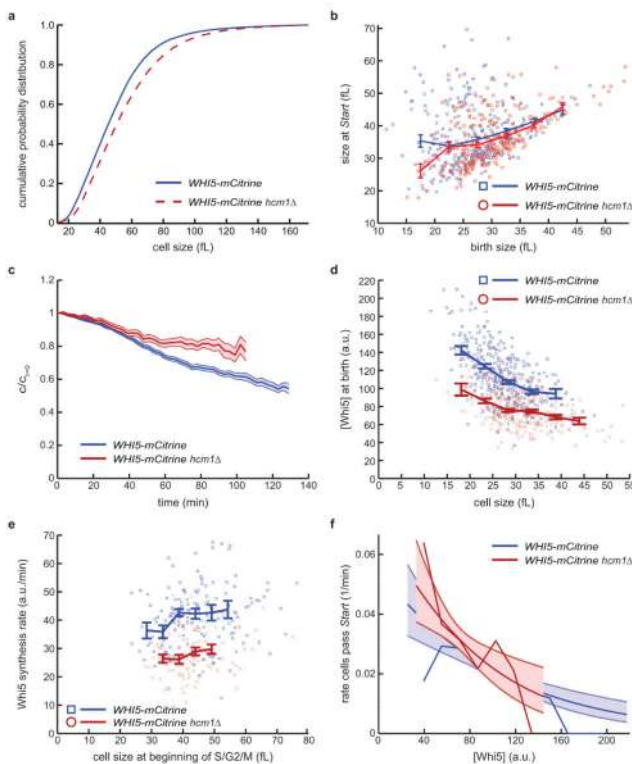 a
cumulative probability distribution
1.0
0.8
0.6
0.4
0.2
0
20 40 60 80 100 120 140 160
cell size (fL)
WHI5-mCitrine
WHI5-mCitrine hcm1Δ
b
size at Start (fL)
70
60
50
40
30
20
10
10 15 20 25 30 35 40 45 50 55
birth size (fL)
WHI5-mCitrine
WHI5-mCitrine hcm1Δ
c
c/c t=0
1.2
1
0.8
0.6
0.4
0.2
0
0 20 40 60 80 100 120 140
time (min)
WHI5-mCitrine
WHI5-mCitrine hcm1Δ
d
WHI5-mCitrine
WHI5-mCitrine hcm1Δ
[Whi5] at birth (a.u.)
220
200
180
160
140
120
100
80
60
40
20
0
0 5 10 15 20 25 30 35 40 45 50 55
cell size (fL)
e
Whi5 synthesis rate (a.u./min)
70
60
50
40
30
20
10
0
0 10 20 30 40 50 60 70 80
cell size at beginning of S/G2/M (fL)
WHI5-mCitrine
WHI5-mCitrine hcm1Δ
f
rate cells pass Start (1/min)
0.06
0.04
0.02
0
0 40 80 120 160 200
[Whi5] (a.u.)
WHI5-mCitrine
WHI5-mCitrine hcm1Δ